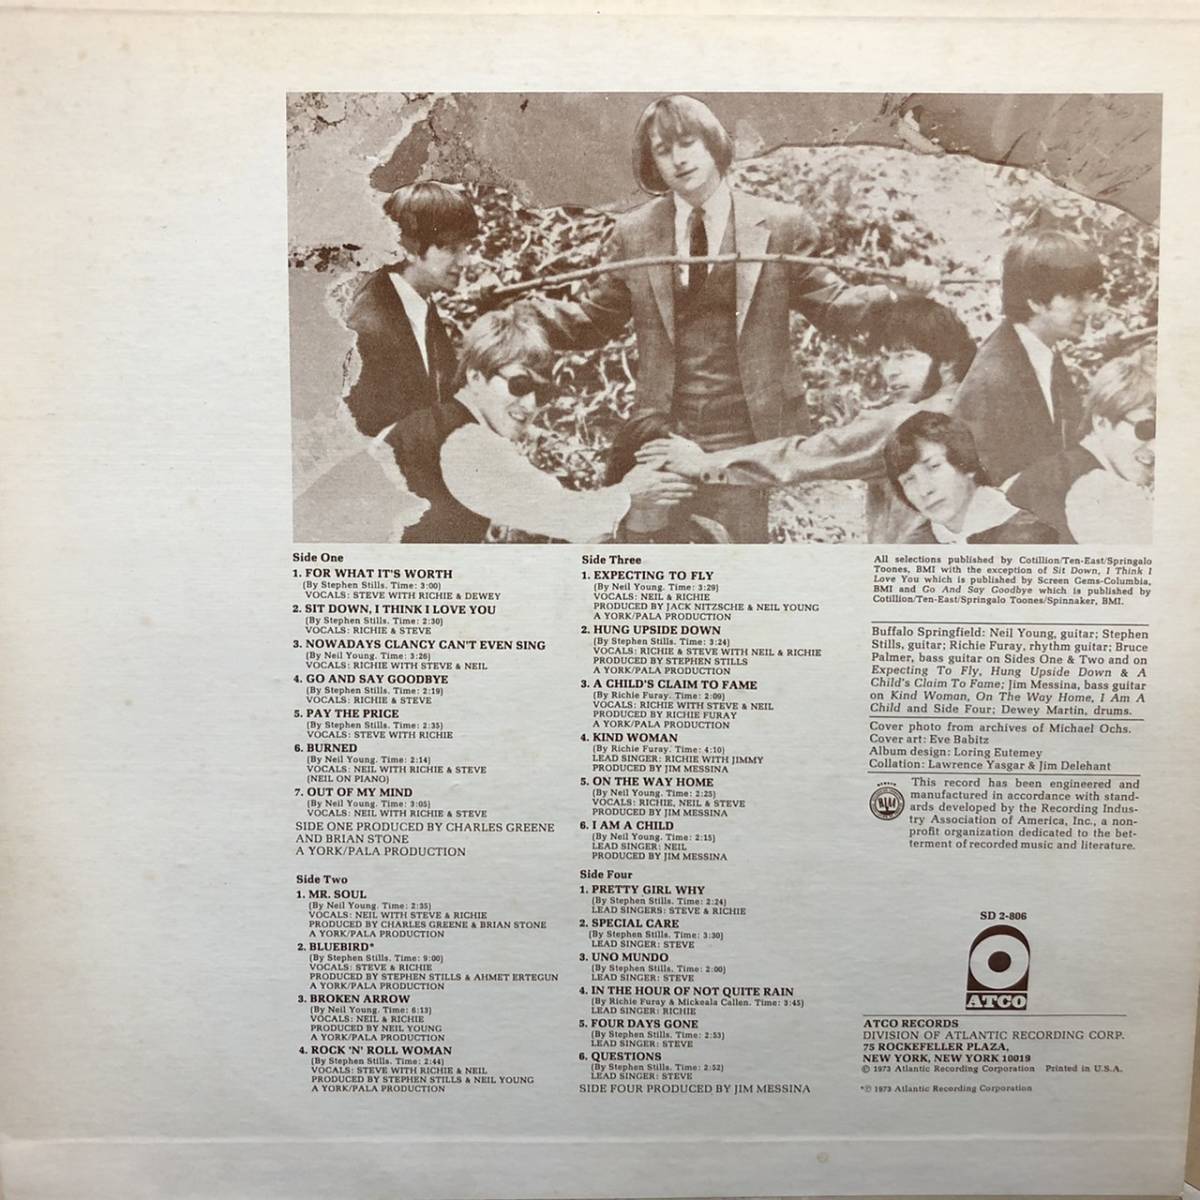 Side One
1. FOR WHAT IT'S WORTH
(By Stephen Stills. Time: 3:00)
VOCALS: STEVE WITH RICHIE & DEWEY
2. SIT DOWN, I THINK I LOVE YOU
(By Stephen Stills. Time: 2:30)
VOCALS: RICHIE & STEVE
3. NOWADAYS CLANCY CAN'T EVEN SING
(By Neil Young. Time: 3:26)
VOCALS: RICHIE WITH STEVE & NEIL
4. GO AND SAY GOODBYE
(By Stephen Stills. Time: 2:19)
VOCALS: RICHIE & STEVE
5. PAY THE PRICE
(By Stephen Stills. Time: 2:35)
VOCALS: STEVE WITH RICHIE
6. BURNED
(By Neil Young. Time: 2:14)
VOCALS: NEIL WITH RICHIE & STEVE
(NEIL ON PIANO)
7. OUT OF MY MIND
(By Neil Young. Time: 3:05)
VOCALS: NEIL WITH RICHIE & STEVE
SIDE ONE PRODUCED BY CHARLES GREENE
AND BRIAN STONE
A YORK/PALA PRODUCTION
Side Two
1. MR. SOUL
(By Neil Young. Time: 2:35)
VOCALS: NEIL WITH STEVE & RICHIE
PRODUCED BY CHARLES GREENE & BRIAN STONE
A YORK/PALA PRODUCTION
2. BLUEBIRD*
(By Stephen Stills. Time: 9:00)
VOCALS: STEVE & RICHIE
PRODUCED BY STEPHEN STILLS & AHMET ERTEGUN
A YORK/PALA PRODUCTION
3. BROKEN ARROW
(By Neil Young. Time: 6:13)
VOCALS: NEIL & RICHIE
PRODUCED BY NEIL YOUNG
A YORK/PALA PRODUCTION
4. ROCK 'N' ROLL WOMAN
(By Stephen Stills. Time: 2:44)
VOCALS: STEVE WITH RICHIE & NEIL
PRODUCED BY STEPHEN STILLS & NEIL YOUNG
A YORK/PALA PRODUCTION
Side Three
1. EXPECTING TO FLY
(By Neil Young. Time: 3:29)
VOCALS: NEIL & RICHIE
PRODUCED BY JACK NITZSCHE & NEIL YOUNG
A YORK/PALA PRODUCTION
2. HUNG UPSIDE DOWN
(By Stephen Stills. Time: 3:24)
VOCALS: RICHIE & STEVE WITH NEIL & RICHIE
PRODUCED BY STEPHEN STILLS
A YORK/PALA PRODUCTION
3. A CHILD'S CLAIM TO FAME
(By Richie Furay. Time: 2:09)
VOCALS: RICHIE WITH STEVE & NEIL
PRODUCED BY RICHIE FURAY
A YORK/PALA PRODUCTION
4. KIND WOMAN
(By Richie Furay. Time: 4:10)
LEAD SINGER: RICHIE WITH JIMMY
PRODUCED BY JIM MESSINA
5. ON THE WAY HOME
(By Neil Young. Time: 2:25)
VOCALS: RICHIE, NEIL & STEVE
PRODUCED BY JIM MESSINA
6. I AM A CHILD
(By Neil Young. Time: 2:15)
LEAD SINGER: NEIL
PRODUCED BY JIM MESSINA
Side Four
1. PRETTY GIRL WHY
(By Stephen Stills. Time: 2:24)
LEAD SINGERS: STEVE & RICHIE
2. SPECIAL CARE
(By Stephen Stills. Time: 3:30)
LEAD SINGER: STEVE
3. UNO MUNDO
(By Stephen Stills. Time: 2:00)
LEAD SINGER: STEVE
4. IN THE HOUR OF NOT QUITE RAIN
(By Richie Furay & Mickeala Callen. Time: 3:45)
LEAD SINGER: RICHIE
5. FOUR DAYS GONE
(By Stephen Stills. Time: 2:53)
LEAD SINGER: STEVE
6. QUESTIONS
(By Stephen Stills. Time: 2:52)
LEAD SINGER: STEVE
SIDE FOUR PRODUCED BY JIM MESSINA
All selections published by Cotillion/Ten-East/Springalo
Toones, BMI with the exception of Sit Down, I Think I
Love You which is published by Screen Gems-Columbia,
BMI and Go And Say Goodbye which is published by
Cotillion/Ten-East/Springalo Toones/Spinnaker, BMI.
Buffalo Springfield: Neil Young, guitar; Stephen
Stills, guitar; Richie Furay, rhythm guitar; Bruce
Palmer, bass guitar on Sides One & Two and on
Expecting To Fly, Hung Upside Down & A
Child's Claim To Fame; Jim Messina, bass guitar
on Kind Woman, On The Way Home, I Am A
Child and Side Four; Dewey Martin, drums.
Cover photo from archives of Michael Ochs.
Cover art: Eve Babitz
Album design: Loring Eutemey
Collation: Lawrence Yasgar & Jim Delehant
This record has been engineered and
manufactured in accordance with stand-
ards developed by the Recording Indus-
try Association of America, Inc., a non-
profit organization dedicated to the bet-
terment of recorded music and literature.
SD 2-806
ATCO
ATCO RECORDS
DIVISION OF ATLANTIC RECORDING CORP.
75 ROCKEFELLER PLAZA,
NEW YORK, NEW YORK 10019
© 1973 Atlantic Recording Corporation Printed in U.S.A.
*℗ 1973 Atlantic Recording Corporation